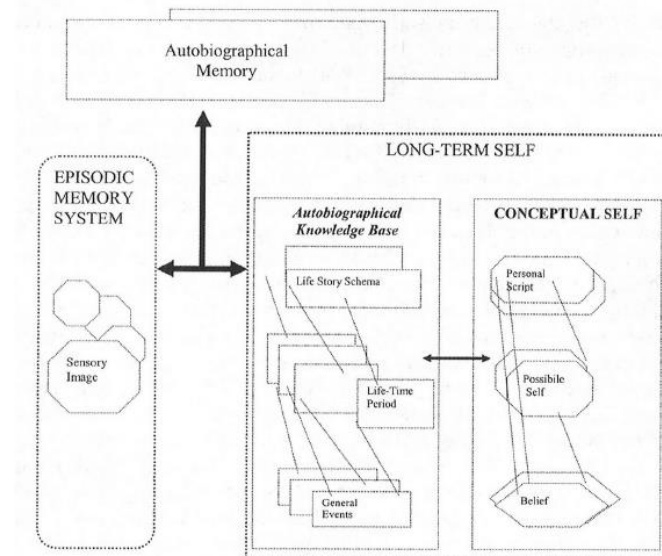 Autobiographical
Memory
LONG-TERM SELF
EPISODIC
MEMORY
SYSTEM
Sensory
Image
Autobiographical
Knowledge Base
Life Story Schema
Life-Time
Period
General
Events
CONCEPTUAL SELF
Personal
Script
Possibile
Self
Belief